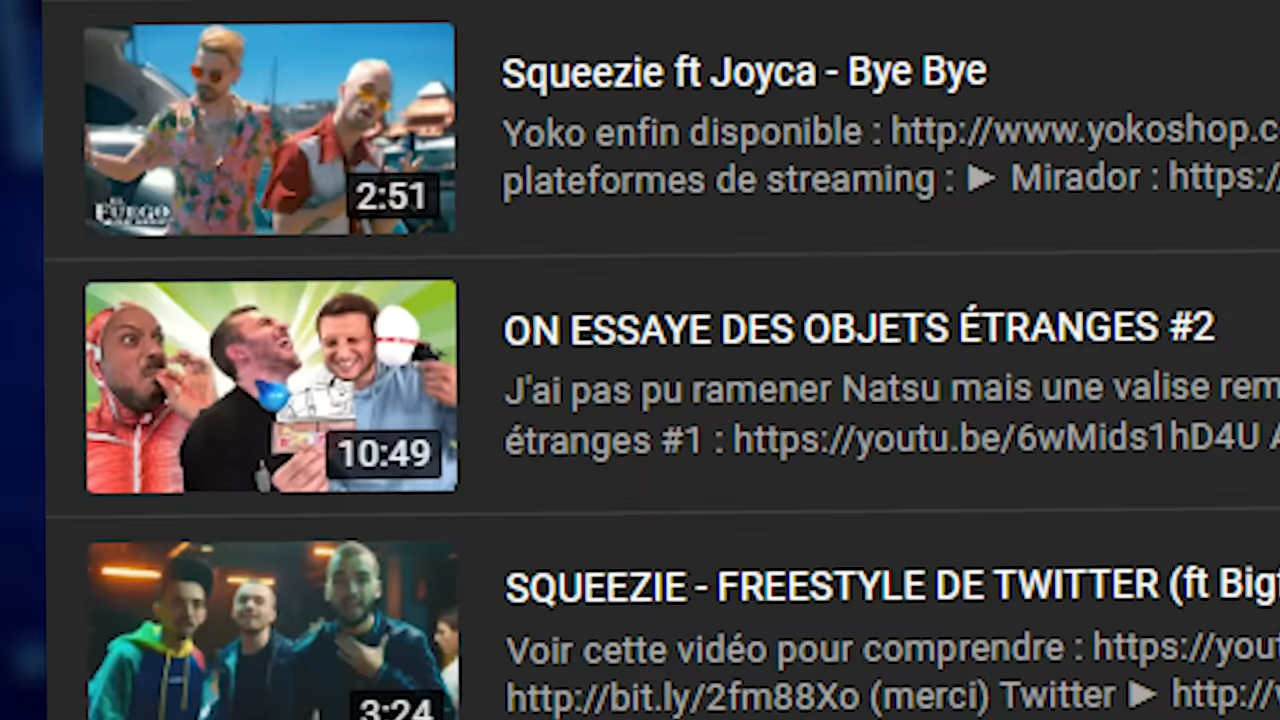 Squeezie ft Joyca - Bye Bye
Yoko enfin disponible : http://www.yokoshop.c
plateformes de streaming : ► Mirador : https:/
FUEGO
2:51
ON ESSAYE DES OBJETS ÉTRANGES #2
J'ai pas pu ramener Natsu mais une valise rem
étranges #1 : https://youtu.be/6wMids1hD4U
10:49
SQUEEZIE - FREESTYLE DE TWITTER (ft Bigf
Voir cette vidéo pour comprendre : https://yout
http://bit.ly/2fm88Xo (merci) Twitter ► http://
3:24